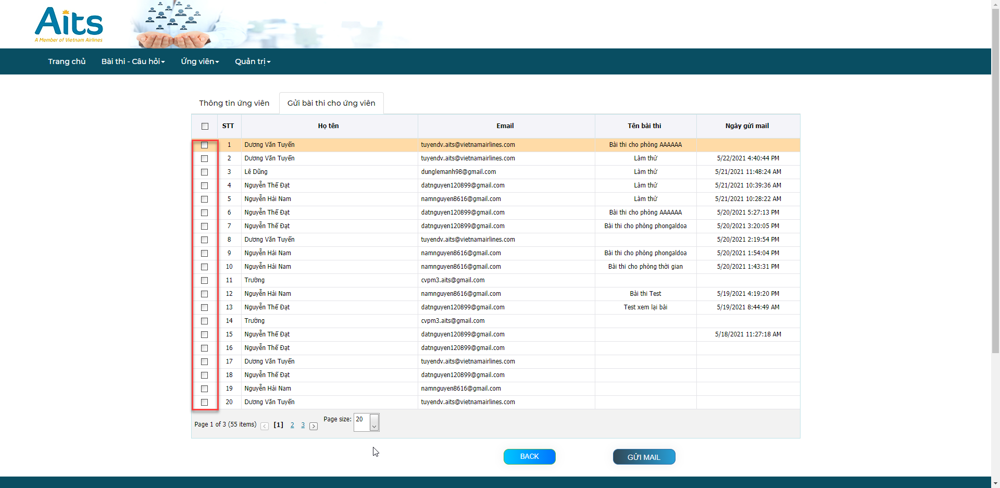 Aits
A Member of Vietnam Airlines
Trang chủ Bài thi - Câu hỏi Ứng viên Quản trị
Thông tin ứng viên Gửi bài thi cho ứng viên
STT Họ tên Email Tên bài thi Ngày gửi mail
1 Dương Văn Tuyến tuyendv.aits@vietnamairlines.com Bài thi cho phòng AAAAAA
2 Dương Văn Tuyến tuyendv.aits@vietnamairlines.com Làm thử 5/22/2021 4:40:44 PM
3 Lê Dũng dunglemanh98@gmail.com Làm thử 5/21/2021 11:48:24 AM
4 Nguyễn Thế Đạt datnguyen120899@gmail.com Làm thử 5/21/2021 10:39:36 AM
5 Nguyễn Hải Nam namnguyen8616@gmail.com Làm thử 5/21/2021 10:28:22 AM
6 Nguyễn Thế Đạt datnguyen120899@gmail.com Bài thi cho phòng AAAAAA 5/20/2021 5:27:13 PM
7 Nguyễn Thế Đạt datnguyen120899@gmail.com Bài thi cho phòng phongaldoa 5/20/2021 3:20:05 PM
8 Dương Văn Tuyến tuyendv.aits@vietnamairlines.com 5/20/2021 2:19:54 PM
9 Nguyễn Hải Nam namnguyen8616@gmail.com Bài thi cho phòng phongaldoa 5/20/2021 1:54:04 PM
10 Nguyễn Hải Nam namnguyen8616@gmail.com Bài thi cho phòng thời gian 5/20/2021 1:43:31 PM
11 Trường cvpm3.aits@gmail.com
12 Nguyễn Hải Nam namnguyen8616@gmail.com Bài thi Test 5/19/2021 4:19:20 PM
13 Nguyễn Thế Đạt datnguyen120899@gmail.com Test xem lại bài 5/19/2021 8:44:49 AM
14 Trường cvpm3.aits@gmail.com
15 Nguyễn Thế Đạt datnguyen120899@gmail.com 5/18/2021 11:27:18 AM
16 Nguyễn Thế Đạt datnguyen120899@gmail.com
17 Dương Văn Tuyến tuyendv.aits@vietnamairlines.com
18 Nguyễn Thế Đạt datnguyen120899@gmail.com
19 Nguyễn Hải Nam namnguyen8616@gmail.com
20 Dương Văn Tuyến tuyendv.aits@vietnamairlines.com
Page 1 of 3 (55 items) [1] 2 3 Page size: 20
BACK GỬI MAIL